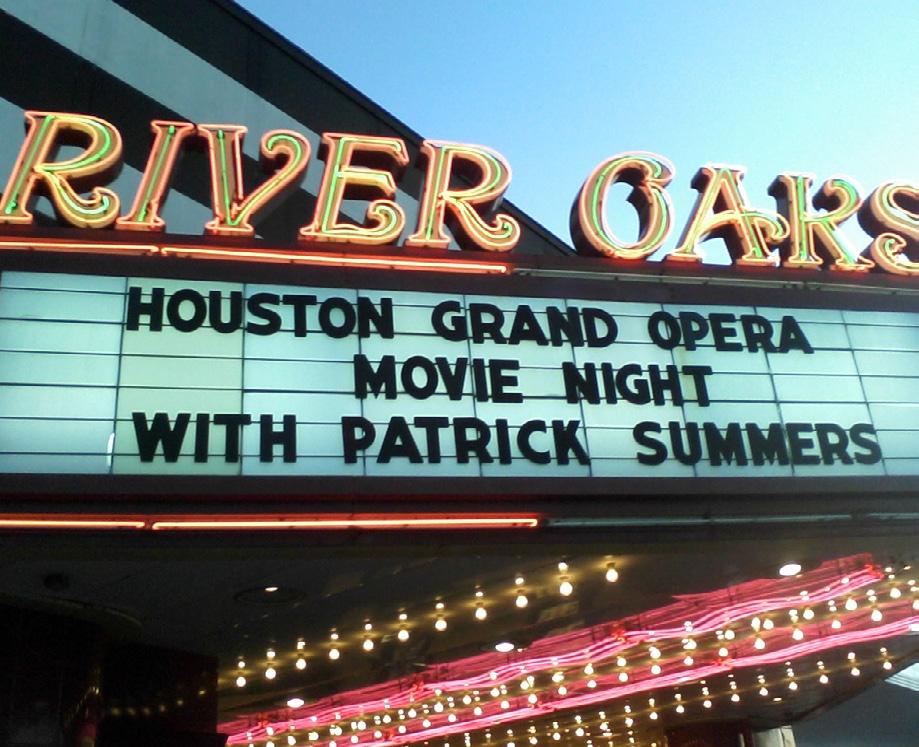 RIVER OAKS
HOUSTON GRAND OPERA
MOVIE NIGHT
WITH PATRICK SUMMERS